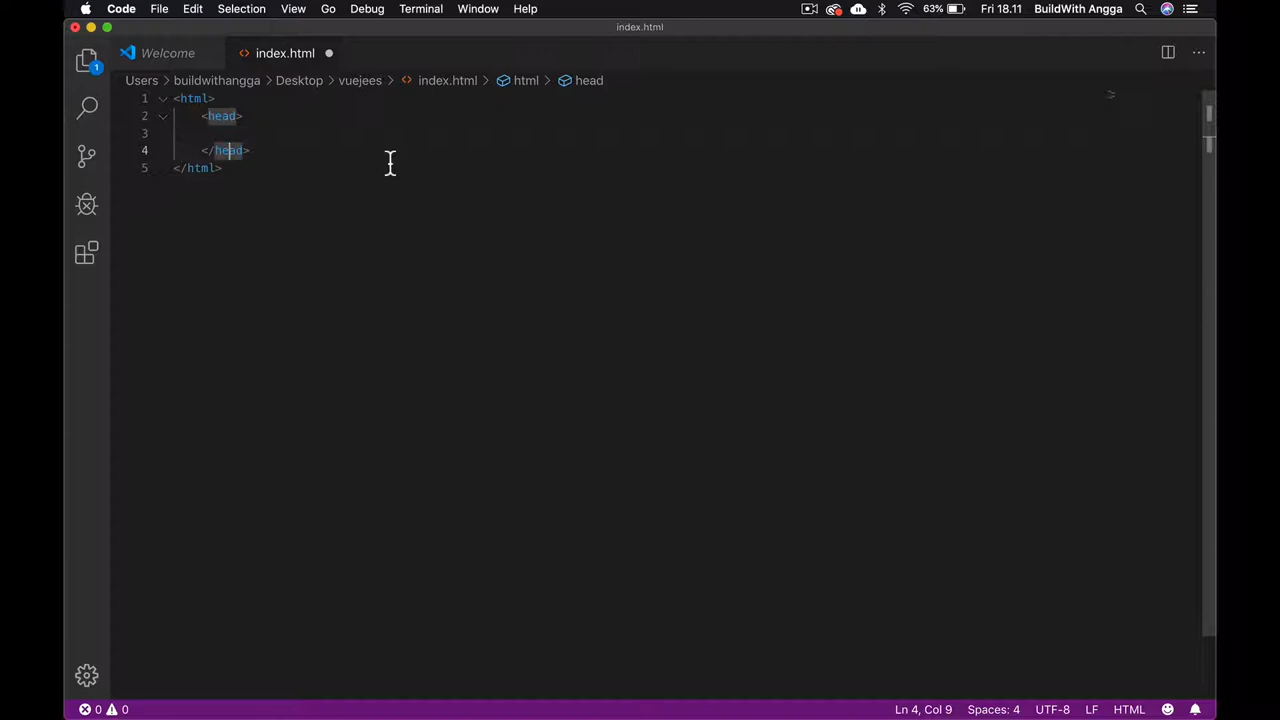 Code File Edit Selection View Go Debug Terminal Window Help 63% Fri 18.11 BuildWith Angga
index.html
Welcome index.html
Users > buildwithangga > Desktop > vuejees > index.html > html > head
1
1 <html>
2 <head>
3
4 </head>
5 </html>
0 0 Ln 4, Col 9 Spaces: 4 UTF-8 LF HTML